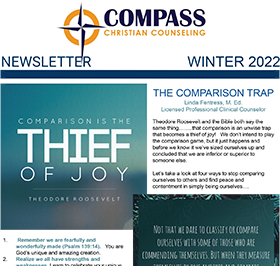 COMPASS
CHRISTIAN COUNSELING
NEWSLETTER WINTER 2022
COMPARISON IS THE
THIEF
OF JOY
THEODORE ROOSEVELT
THE COMPARISON TRAP
Linda Fentress, M. Ed.
Licensed Professional Clinical Counselor
Theodore Roosevelt and the Bible both say the
same thing........that comparison is an unwise trap
that becomes a thief of joy! We don't intend to play
the comparison game, but it just happens and
before we know it we've sized ourselves up and
concluded that we are inferior or superior to
someone else.
Let's take a look at four ways to stop comparing
ourselves to others and find peace and
contentment in simply being ourselves....
1. Remember we are fearfully and
wonderfully made (Psalm 139:14). You are
God's unique and amazing creation.
2. Realize we all have strengths and
NOT THAT WE DARE TO CLASSIFY OR COMPARE
OURSELVES WITH SOME OF THOSE WHO ARE
COMMENDING THEMSELVES. BUT WHEN THEY MEASURE